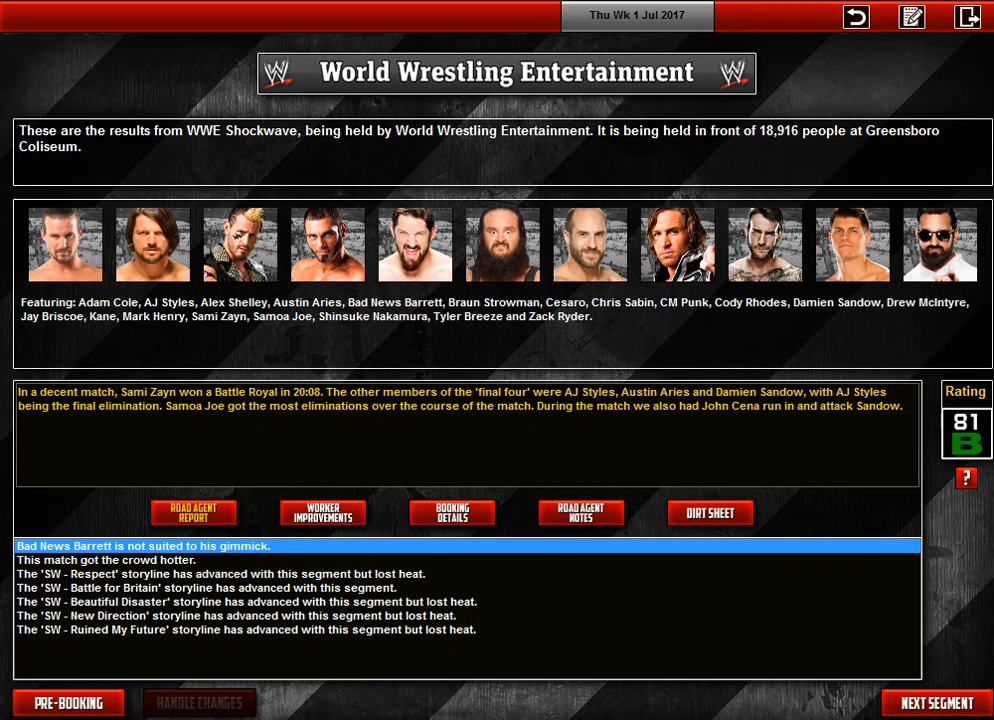 Thu Wk 1 Jul 2017
World Wrestling Entertainment
These are the results from WWE Shockwave, being held by World Wrestling Entertainment. It is being held in front of 18,916 people at Greensboro
Coliseum.
Featuring: Adam Cole, AJ Styles, Alex Shelley, Austin Aries, Bad News Barrett, Braun Strowman, Cesaro, Chris Sabin, CM Punk, Cody Rhodes, Damien Sandow, Drew McIntyre,
Jay Briscoe, Kane, Mark Henry, Sami Zayn, Samoa Joe, Shinsuke Nakamura, Tyler Breeze and Zack Ryder.
In a decent match, Sami Zayn won a Battle Royal in 20:08. The other members of the 'final four' were AJ Styles, Austin Aries and Damien Sandow, with AJ Styles
being the final elimination. Samoa Joe got the most eliminations over the course of the match. During the match we also had John Cena run in and attack Sandow.
Rating
81
B
?
ROAD AGENT
REPORT
WORKER
IMPROVEMENTS
BOOKING
DETAILS
ROAD AGENT
NOTES
DIRT SHEET
Bad News Barrett is not suited to his gimmick.
This match got the crowd hotter.
The 'SW - Respect' storyline has advanced with this segment but lost heat.
The 'SW - Battle for Britain' storyline has advanced with this segment.
The 'SW - Beautiful Disaster' storyline has advanced with this segment but lost heat.
The 'SW - New Direction' storyline has advanced with this segment but lost heat.
The 'SW - Ruined My Future' storyline has advanced with this segment but lost heat.
PRE-BOOKING
HANDLE CHANGES
NEXT SEGMENT